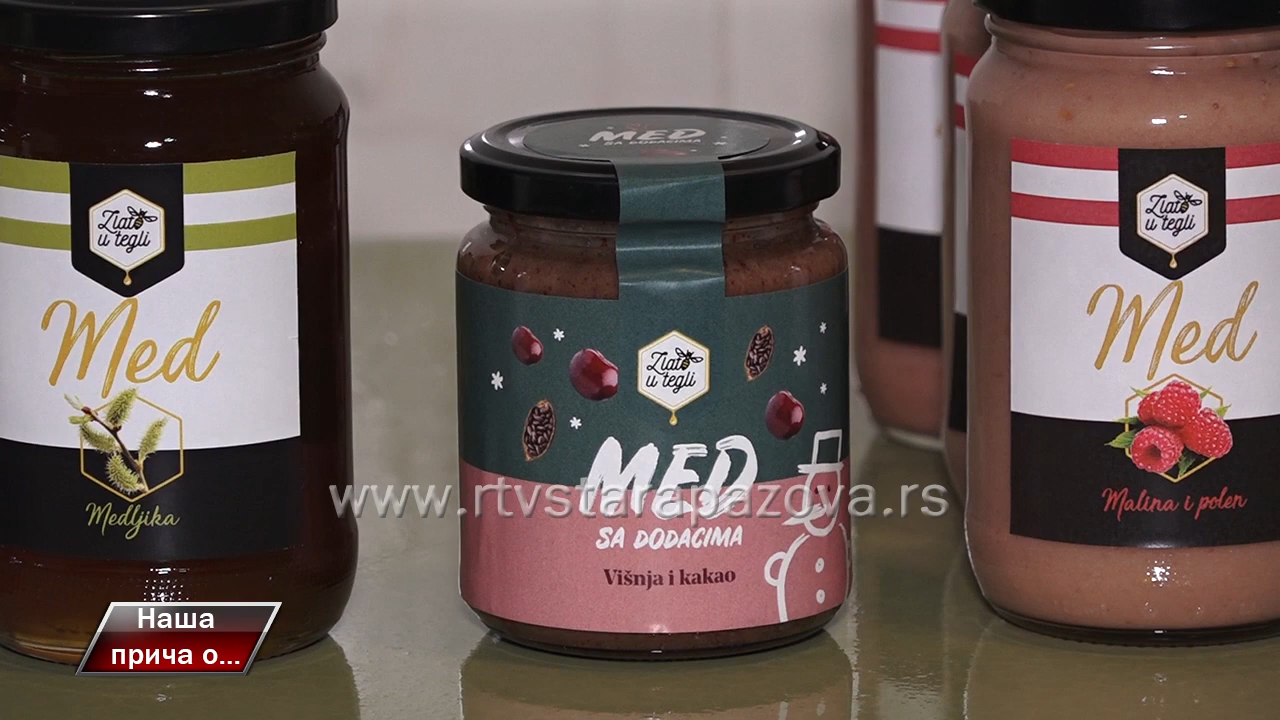 Zlato
u tegli
Med
Medljika
MED
SA DODACIMA
Zlato
u tegli
MED
SA DODACIMA
Višnja i kakao
Zlato
u tegli
Med
Malina i polen
www.rtvstarapazova.rs
Наша
прича о...